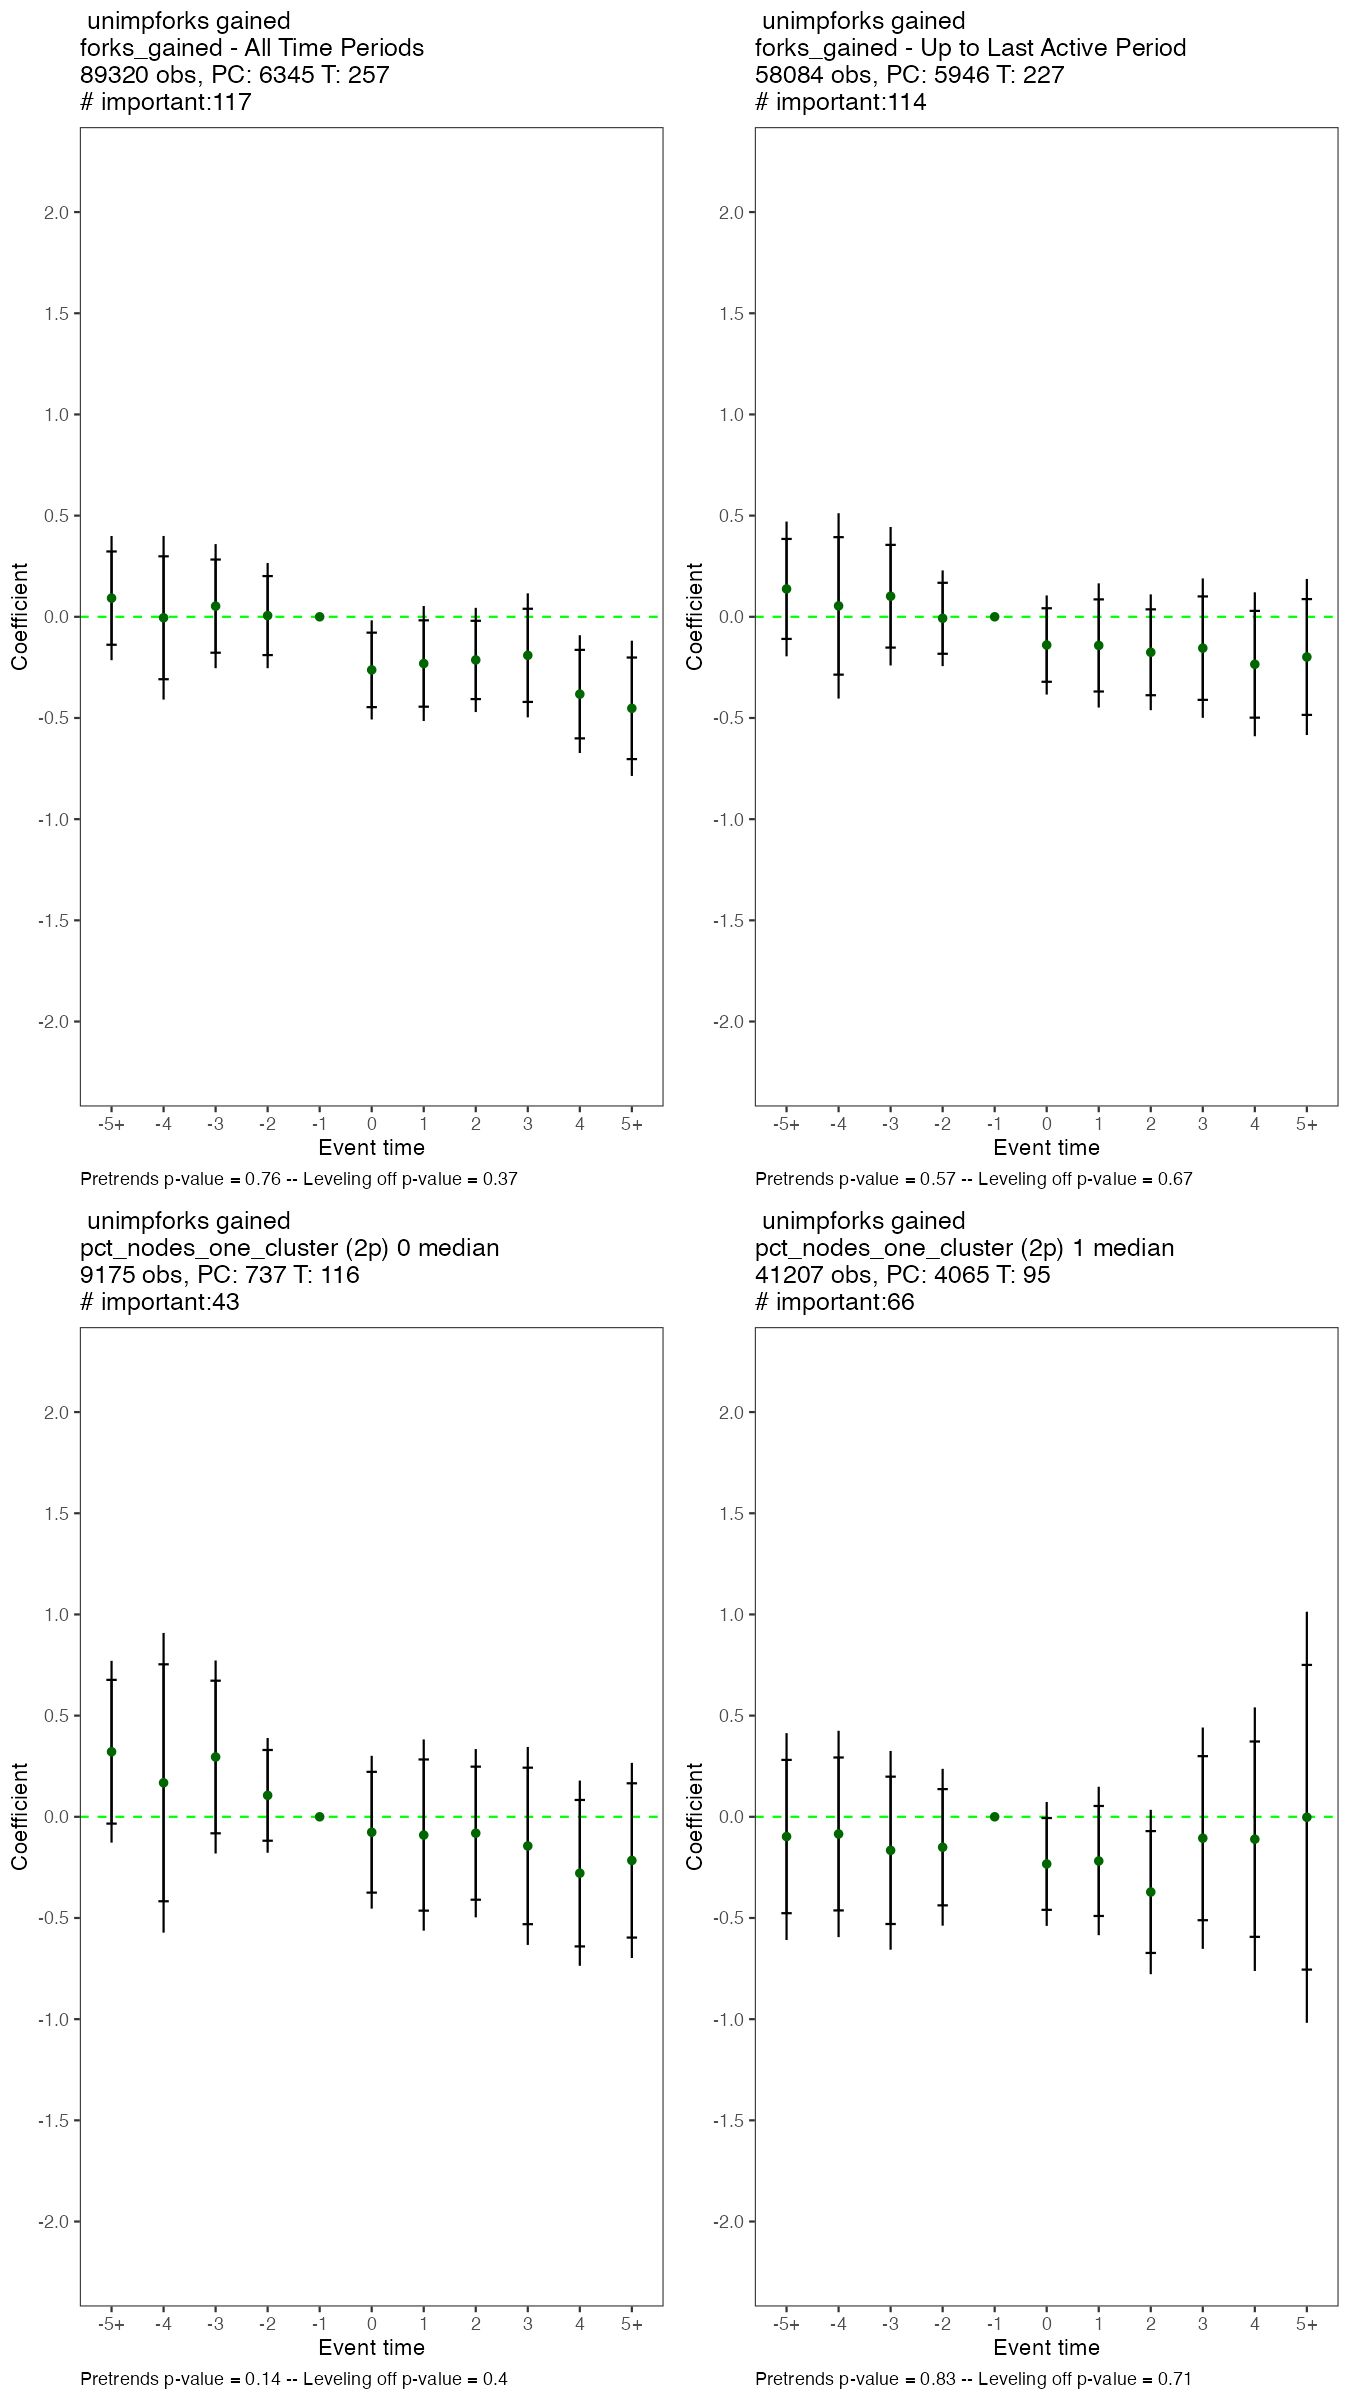 unimpforks gained
forks_gained - All Time Periods
89320 obs, PC: 6345 T: 257
# important:117
2.0
1.5
1.0
0.5
0.0
-0.5
-1.0
-1.5
-2.0
Coefficient
-5+ -4 -3 -2 -1 0 1 2 3 4 5+
Event time
Pretrends p-value = 0.76 -- Leveling off p-value = 0.37
unimpforks gained
forks_gained - Up to Last Active Period
58084 obs, PC: 5946 T: 227
# important:114
2.0
1.5
1.0
0.5
0.0
-0.5
-1.0
-1.5
-2.0
Coefficient
-5+ -4 -3 -2 -1 0 1 2 3 4 5+
Event time
Pretrends p-value = 0.57 -- Leveling off p-value = 0.67
unimpforks gained
pct_nodes_one_cluster (2p) 0 median
9175 obs, PC: 737 T: 116
# important:43
2.0
1.5
1.0
0.5
0.0
-0.5
-1.0
-1.5
-2.0
Coefficient
-5+ -4 -3 -2 -1 0 1 2 3 4 5+
Event time
Pretrends p-value = 0.14 -- Leveling off p-value = 0.4
unimpforks gained
pct_nodes_one_cluster (2p) 1 median
41207 obs, PC: 4065 T: 95
# important:66
2.0
1.5
1.0
0.5
0.0
-0.5
-1.0
-1.5
-2.0
Coefficient
-5+ -4 -3 -2 -1 0 1 2 3 4 5+
Event time
Pretrends p-value = 0.83 -- Leveling off p-value = 0.71